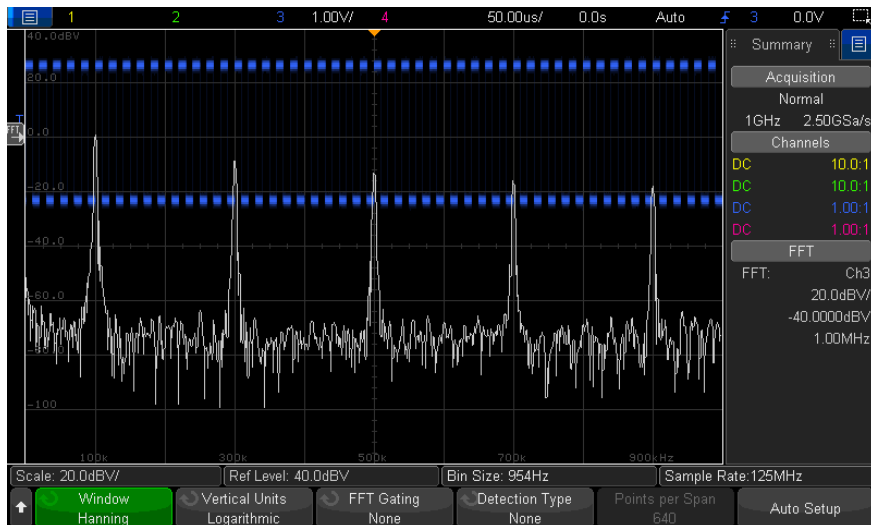 1 2 3 1.00V/ 4 50.00us/ 0.0s Auto 3 0.0V
40.0dBV
20.0
0.0
-20.0
-40.0
-60.0
-80.0
-100
T
FFT
100k 300k 500k 700k 900kHz
Summary
Acquisition
Normal
1GHz 2.50GSa/s
Channels
DC 10.0:1
DC 10.0:1
DC 1.00:1
DC 1.00:1
FFT
FFT: Ch3
20.0dBV/
-40.0000dBV
1.00MHz
Scale: 20.0dBV/ Ref Level: 40.0dBV Bin Size: 954Hz Sample Rate:125MHz
Window
Hanning
Vertical Units
Logarithmic
FFT Gating
None
Detection Type
None
Points per Span
640
Auto Setup